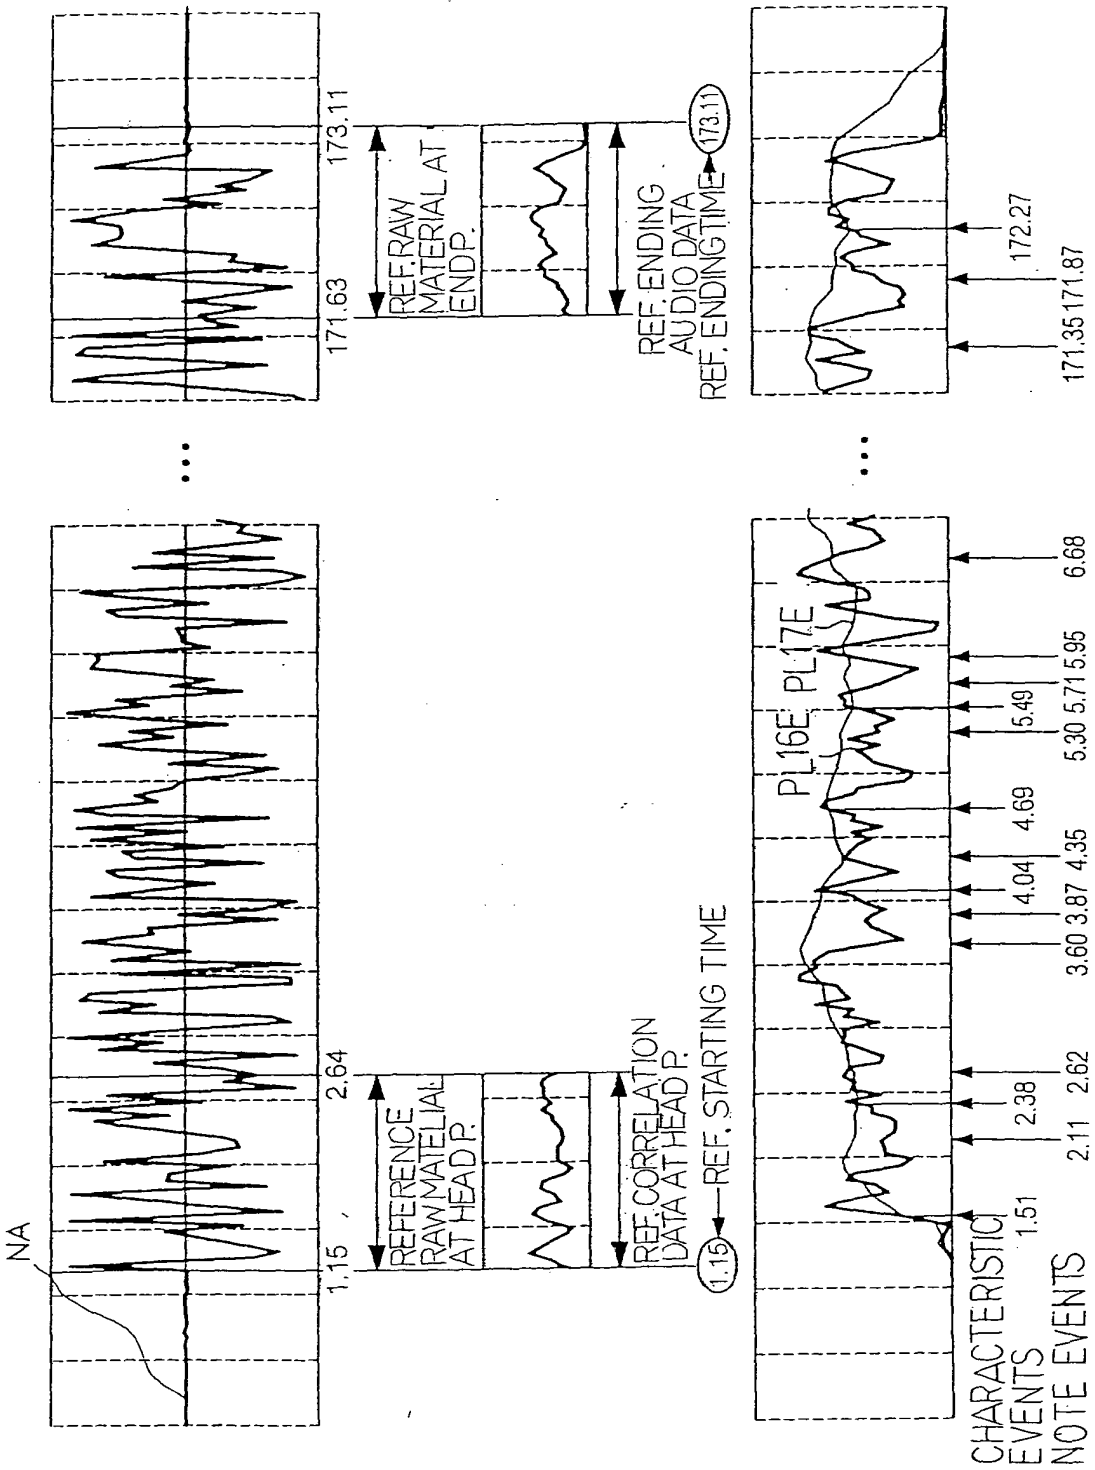 NA
1.15
2.64
171.63
173.11
REFERENCE
RAW MATELIAL
AT HEAD P.
REF.RAW
MATERIAL AT
ENDP.
REF.CORRELATION
DATA AT HEAD P.
REF. ENDING
AUDIO DATA
1.15
REF. STARTING TIME
REF. ENDINGTIME
173.11
PL16E
PL17E
CHARACTERISTIC
EVENTS
1.51
2.38
4.04
4.69
5.49
172.27
NOTE EVENTS
2.11
2.62
3.60
3.87
4.35
5.30
5.71
5.95
6.68
171.35
171.87